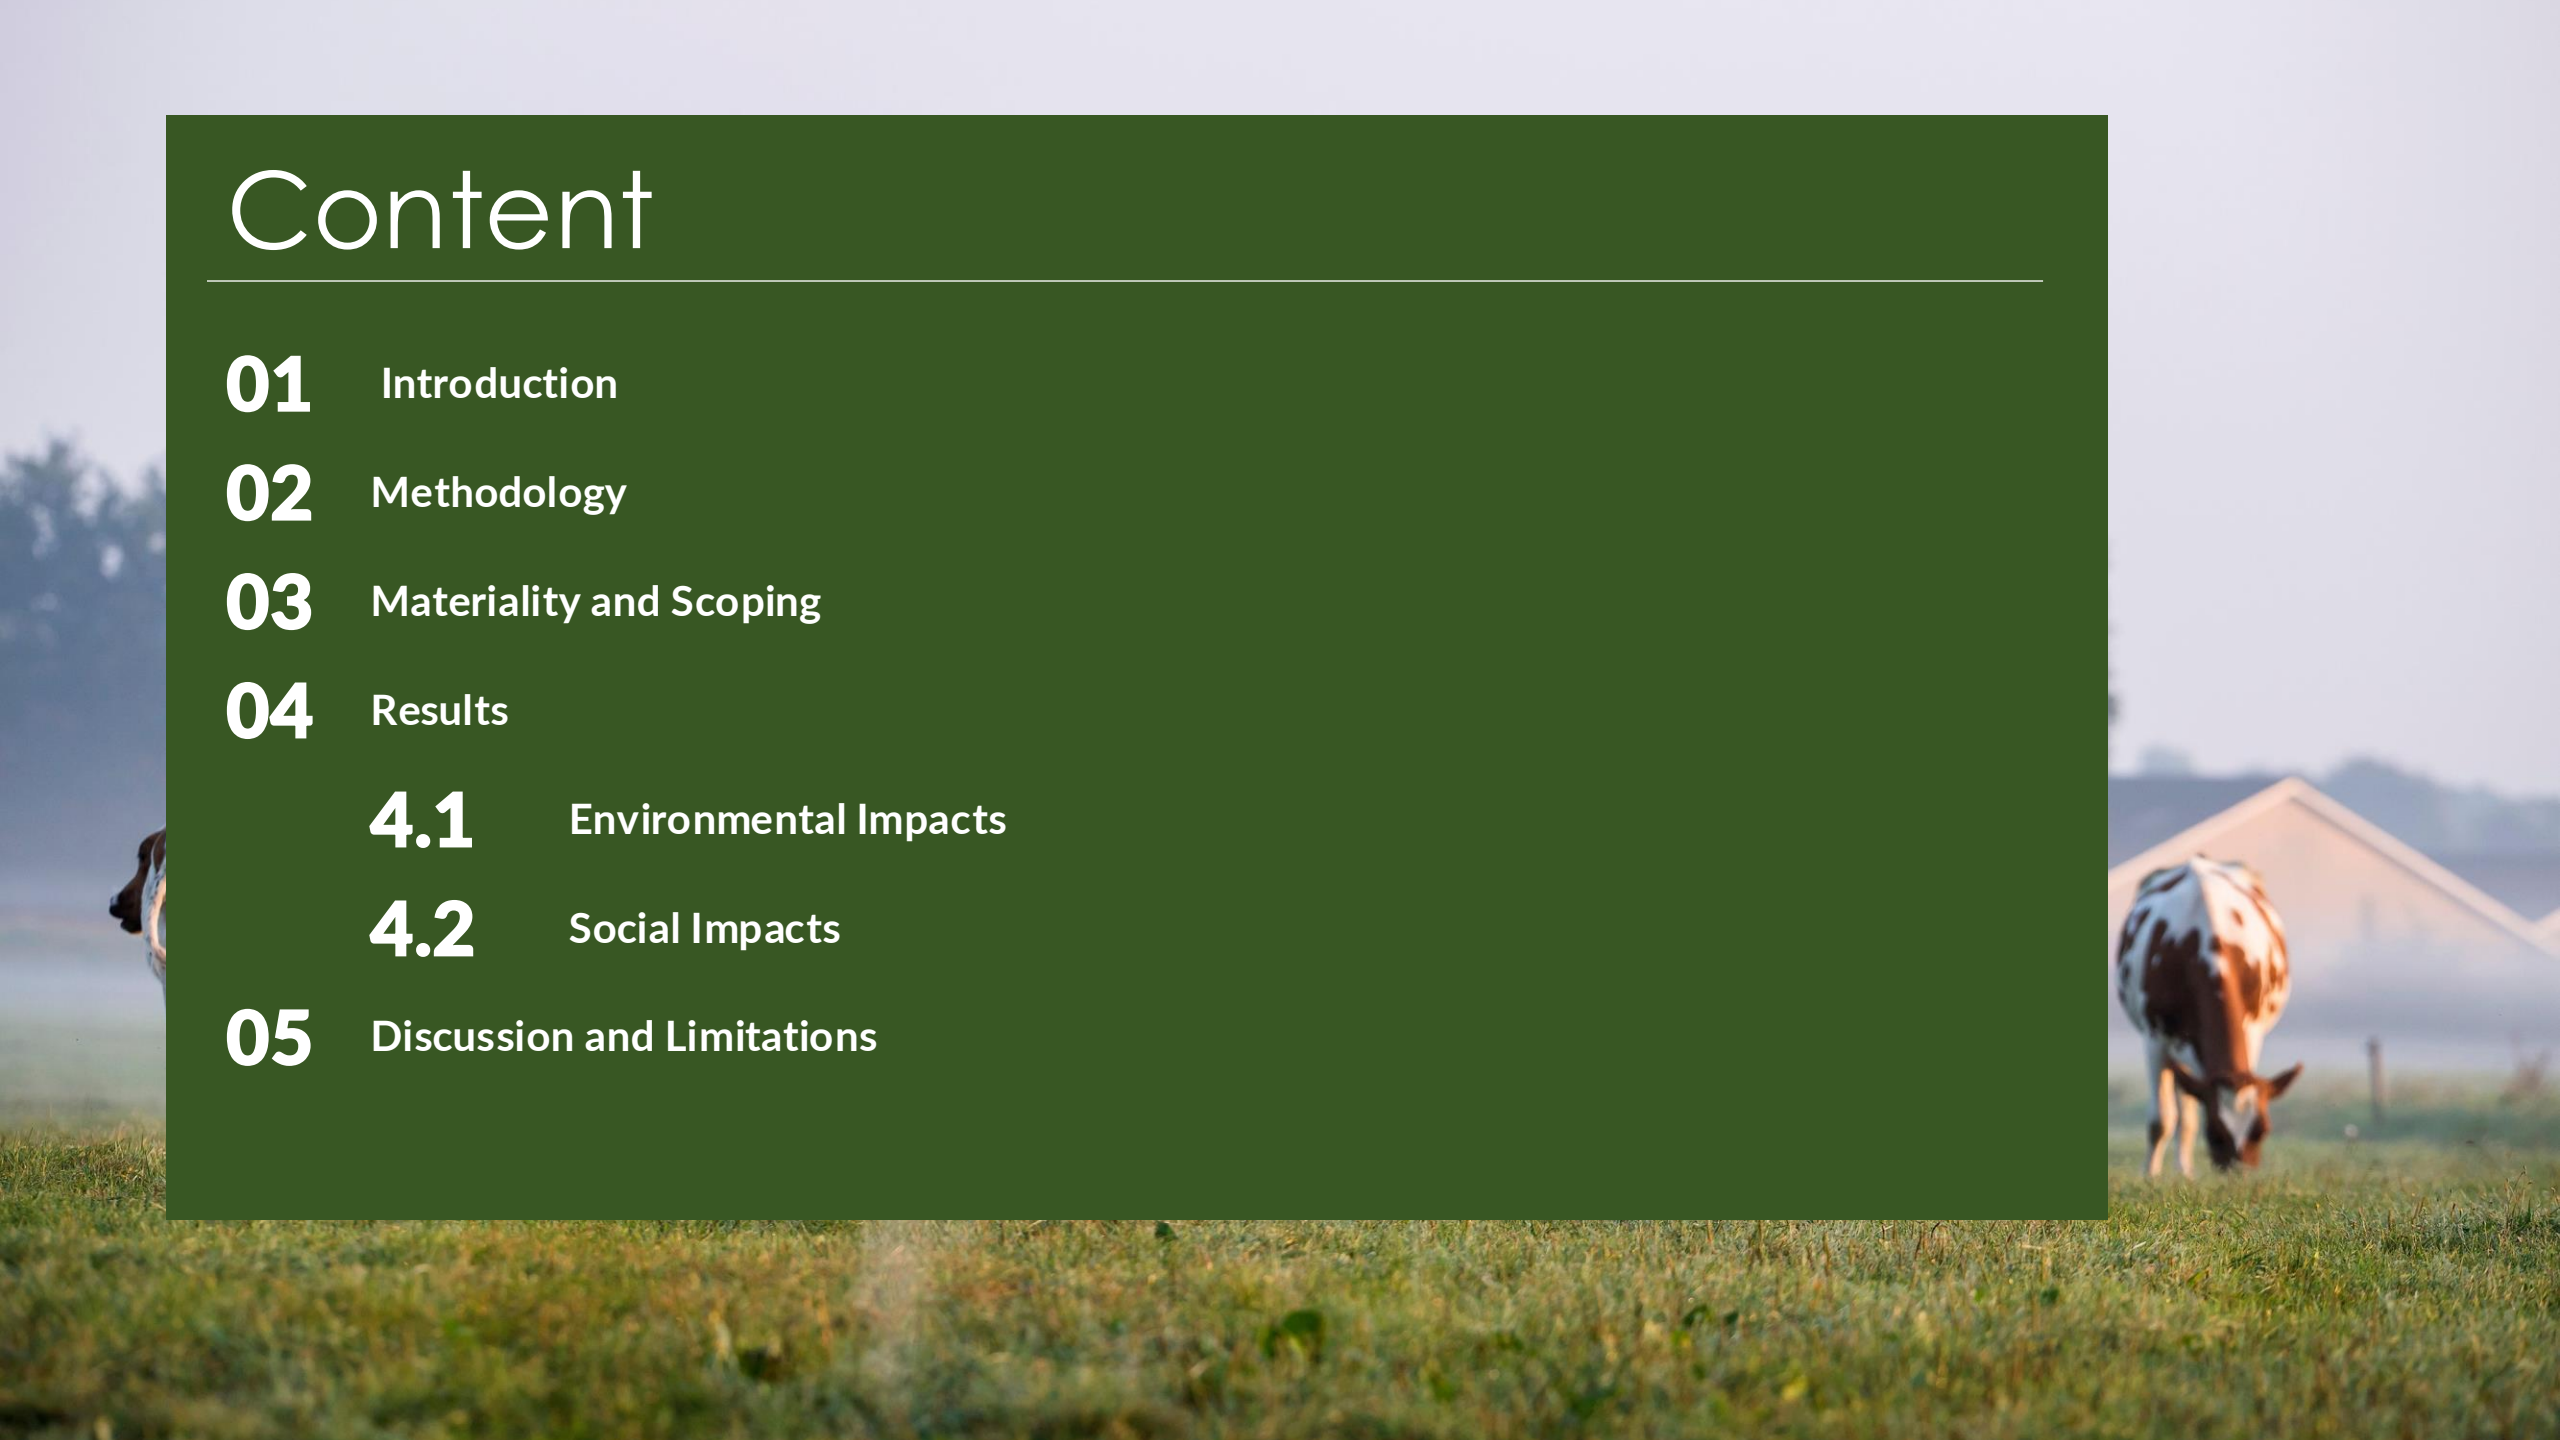 Content
01 Introduction
02 Methodology
03 Materiality and Scoping
04 Results
4.1 Environmental Impacts
4.2 Social Impacts
05 Discussion and Limitations